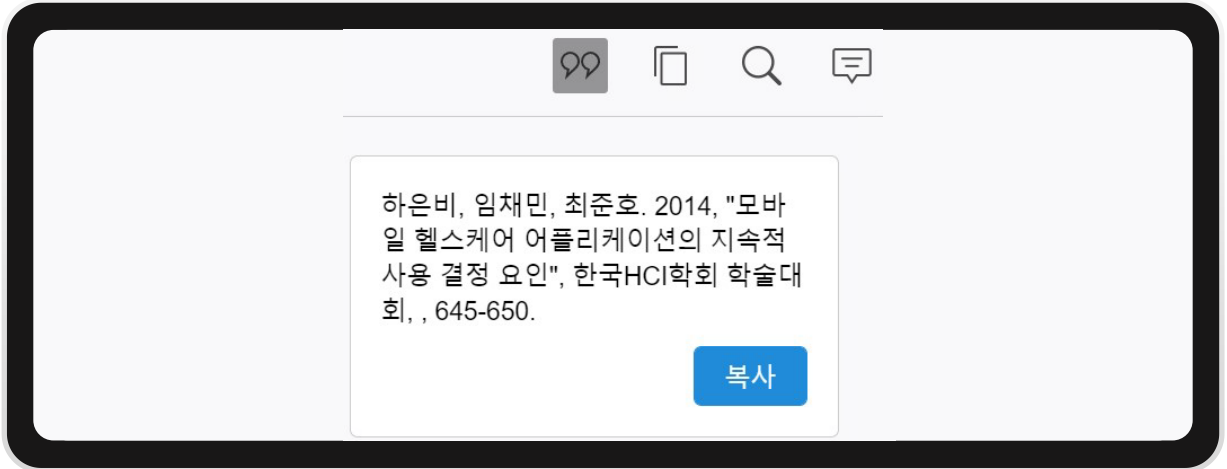 하은비, 임채민, 최준호. 2014, "모바
일 헬스케어 어플리케이션의 지속적
사용 결정 요인", 한국HCI학회 학술대
회, , 645-650.
복사